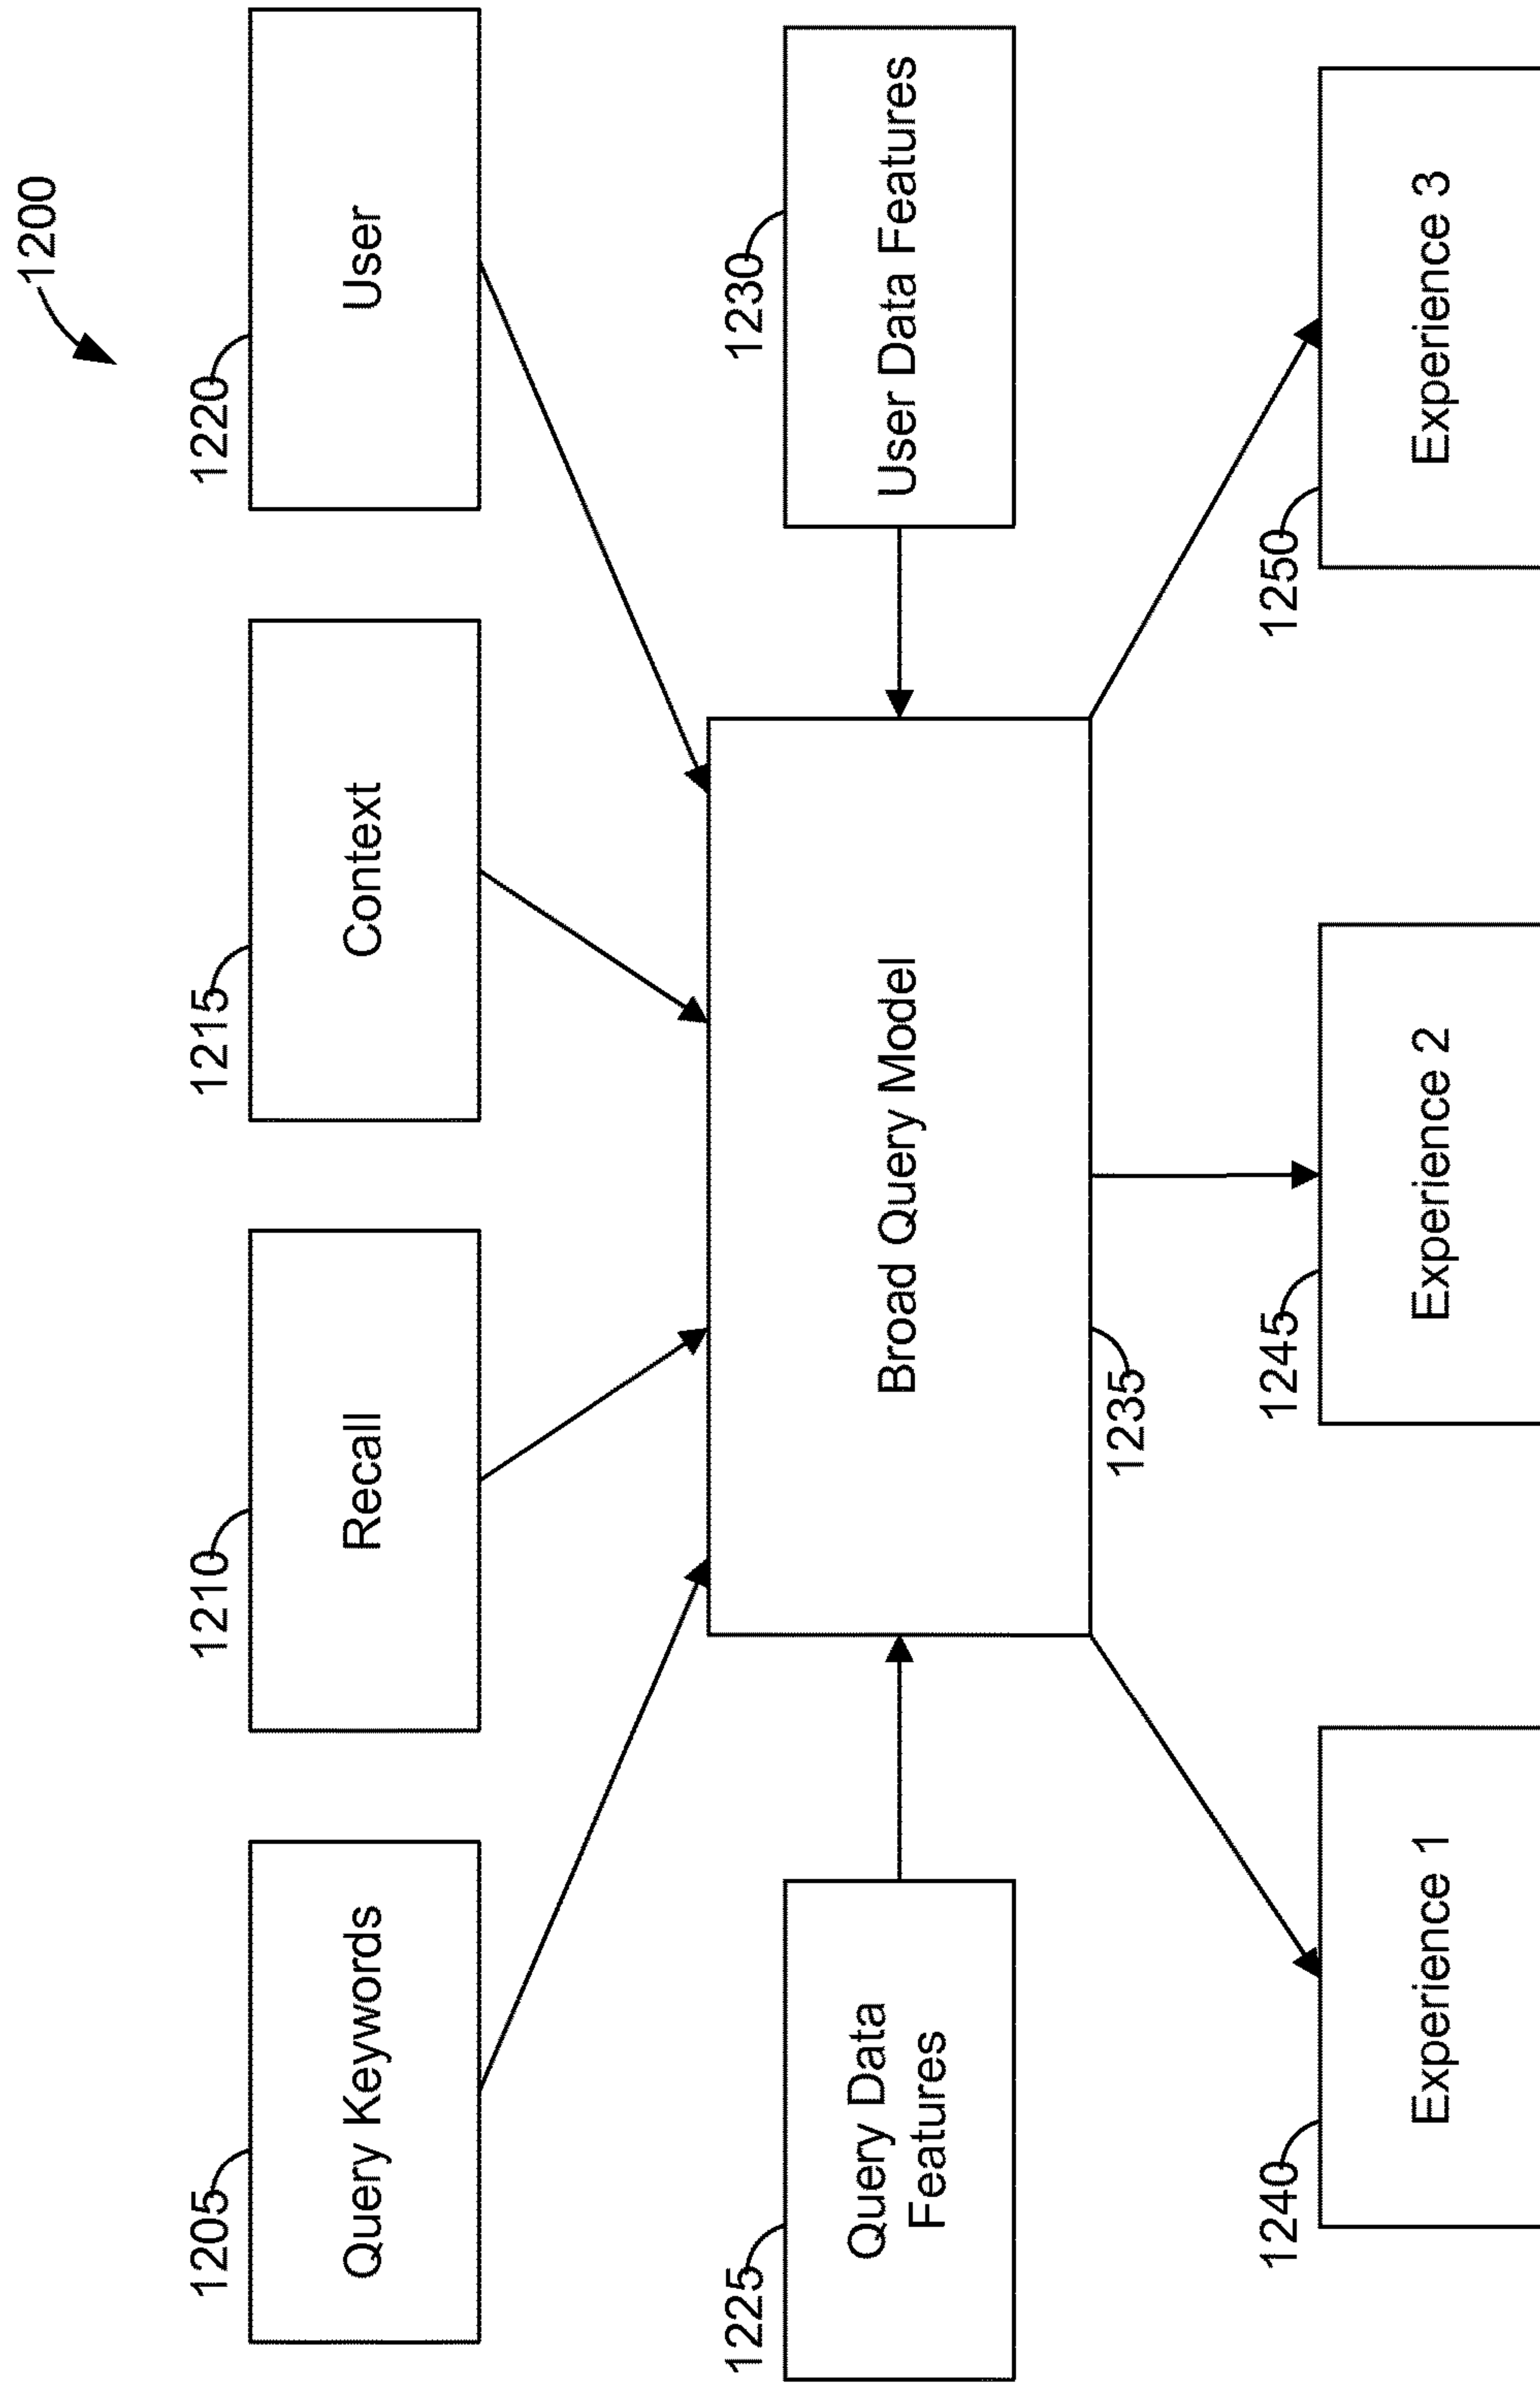 1200
1205
Query Keywords
1210
Recall
1215
Context
1220
User
1225
Query Data
Features
Broad Query Model
1235
1230
User Data Features
1240
Experience 1
1245
Experience 2
1250
Experience 3